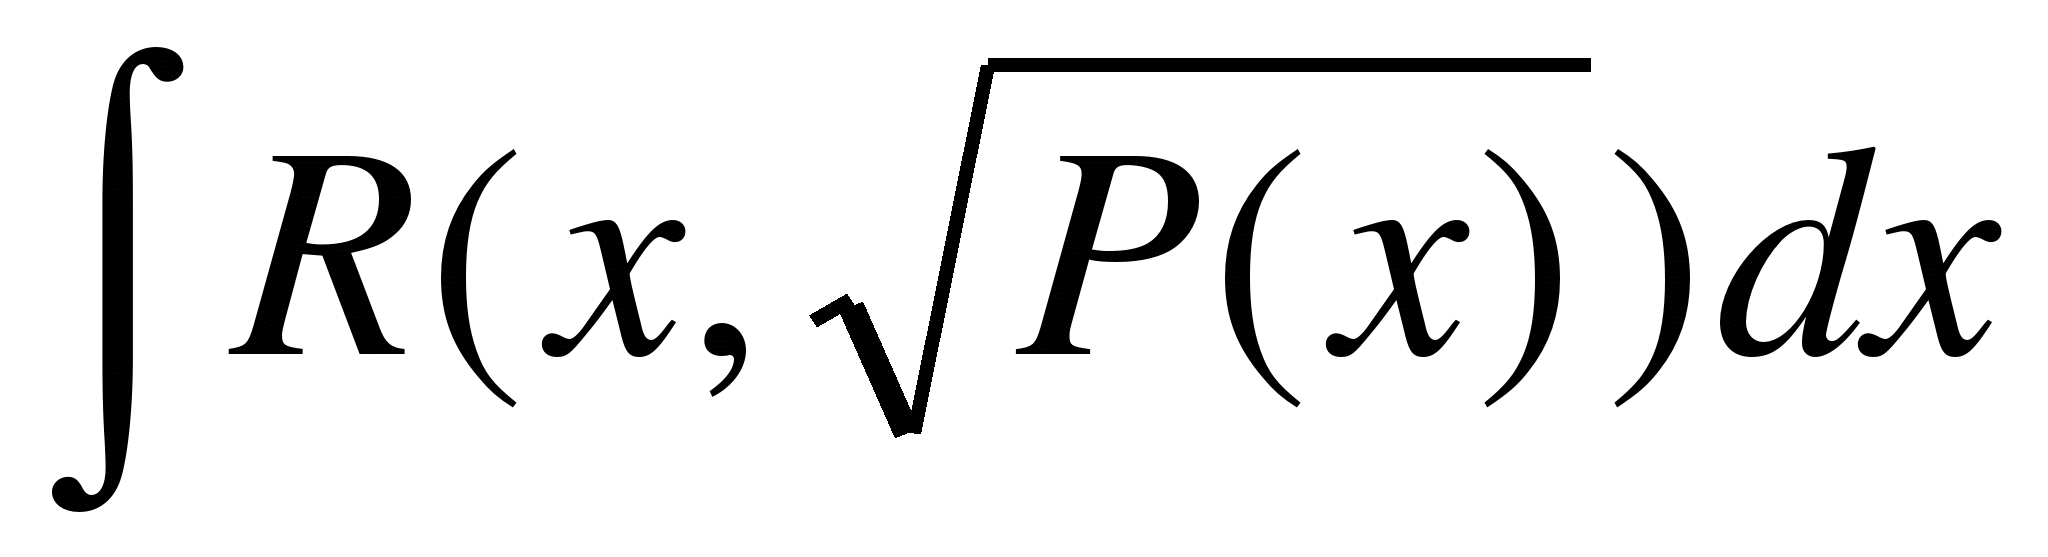 ∫R(x, √P(x))dx